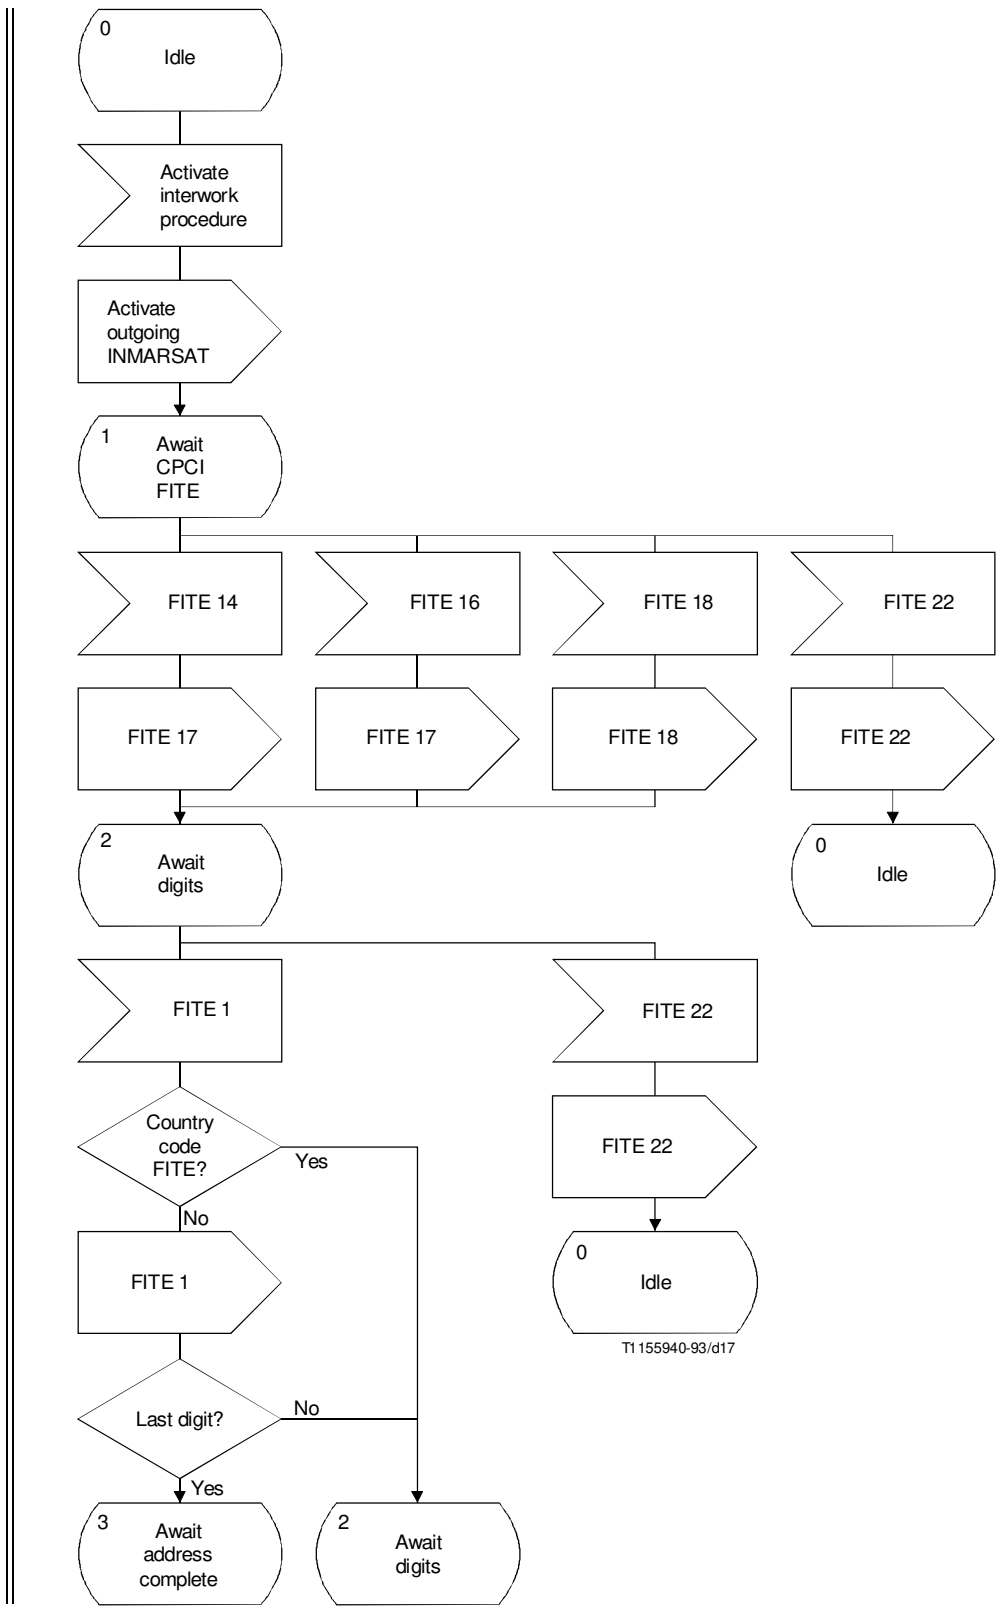 0
Idle
Activate
interwork
procedure
Activate
outgoing
INMARSAT
1
Await
CPCI
FITE
FITE 14
FITE 16
FITE 18
FITE 22
FITE 17
FITE 17
FITE 18
FITE 22
2
Await
digits
0
Idle
FITE 1
FITE 22
Country
code
FITE?
Yes
FITE 22
No
FITE 1
0
Idle
T1155940-93/d17
Last digit?
No
Yes
3
Await
address
complete
2
Await
digits